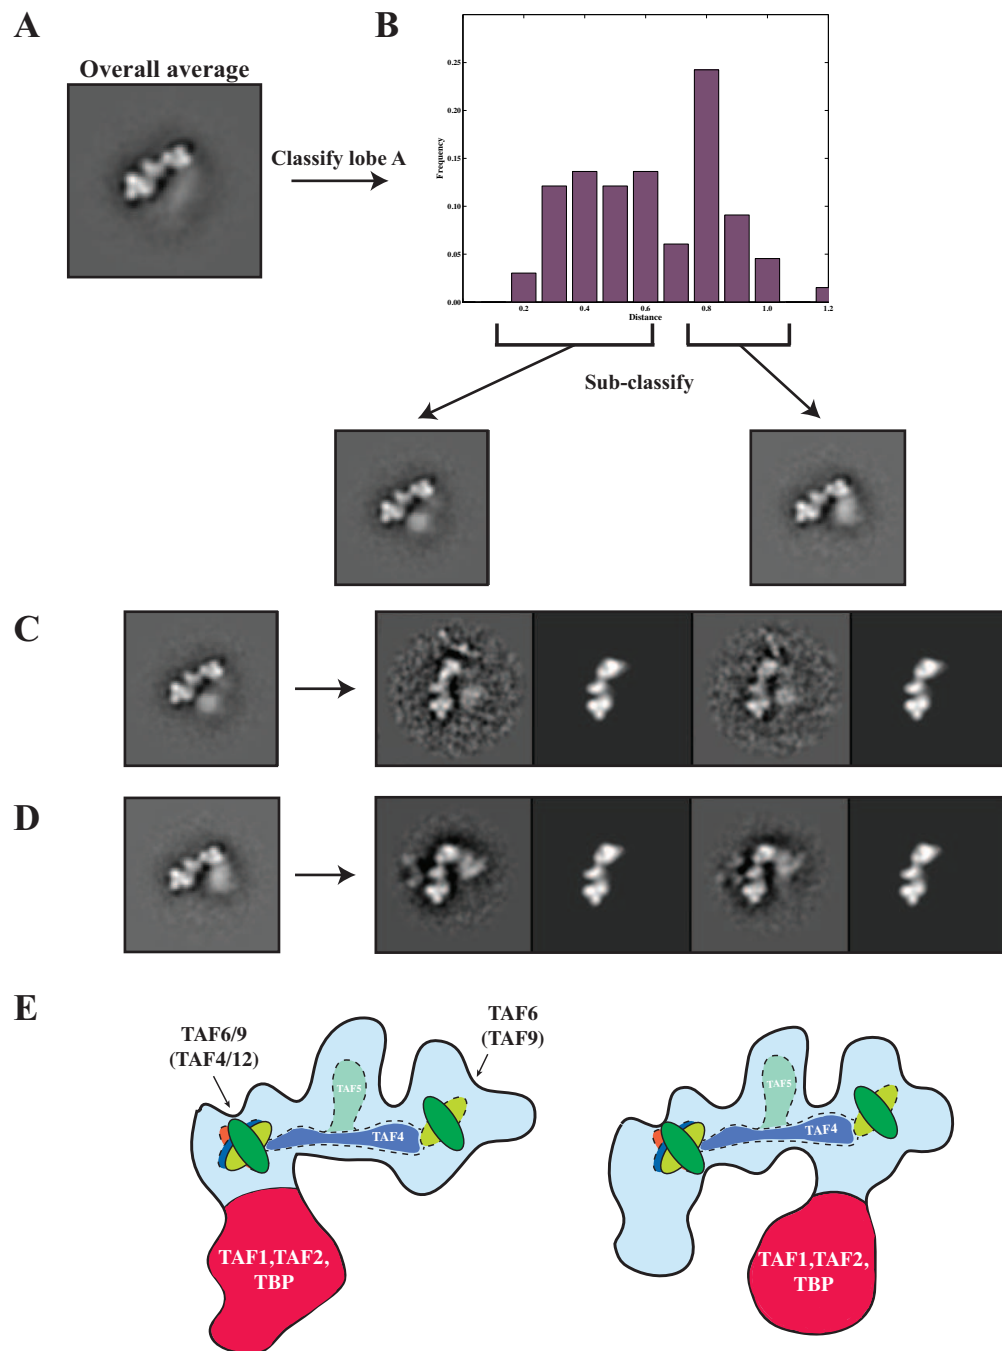 A
B
Overall average
Classify lobe A
0.25
0.20
0.15
0.10
0.05
0.00
Frequency
0.2
0.4
0.6
0.8
1.0
1.2
Distance
Sub-classify
C
D
E
TAF6/9
(TAF4/12)
TAF6
(TAF9)
TAF5
TAF4
TAF1,TAF2,
TBP
TAF5
TAF4
TAF1,TAF2,
TBP